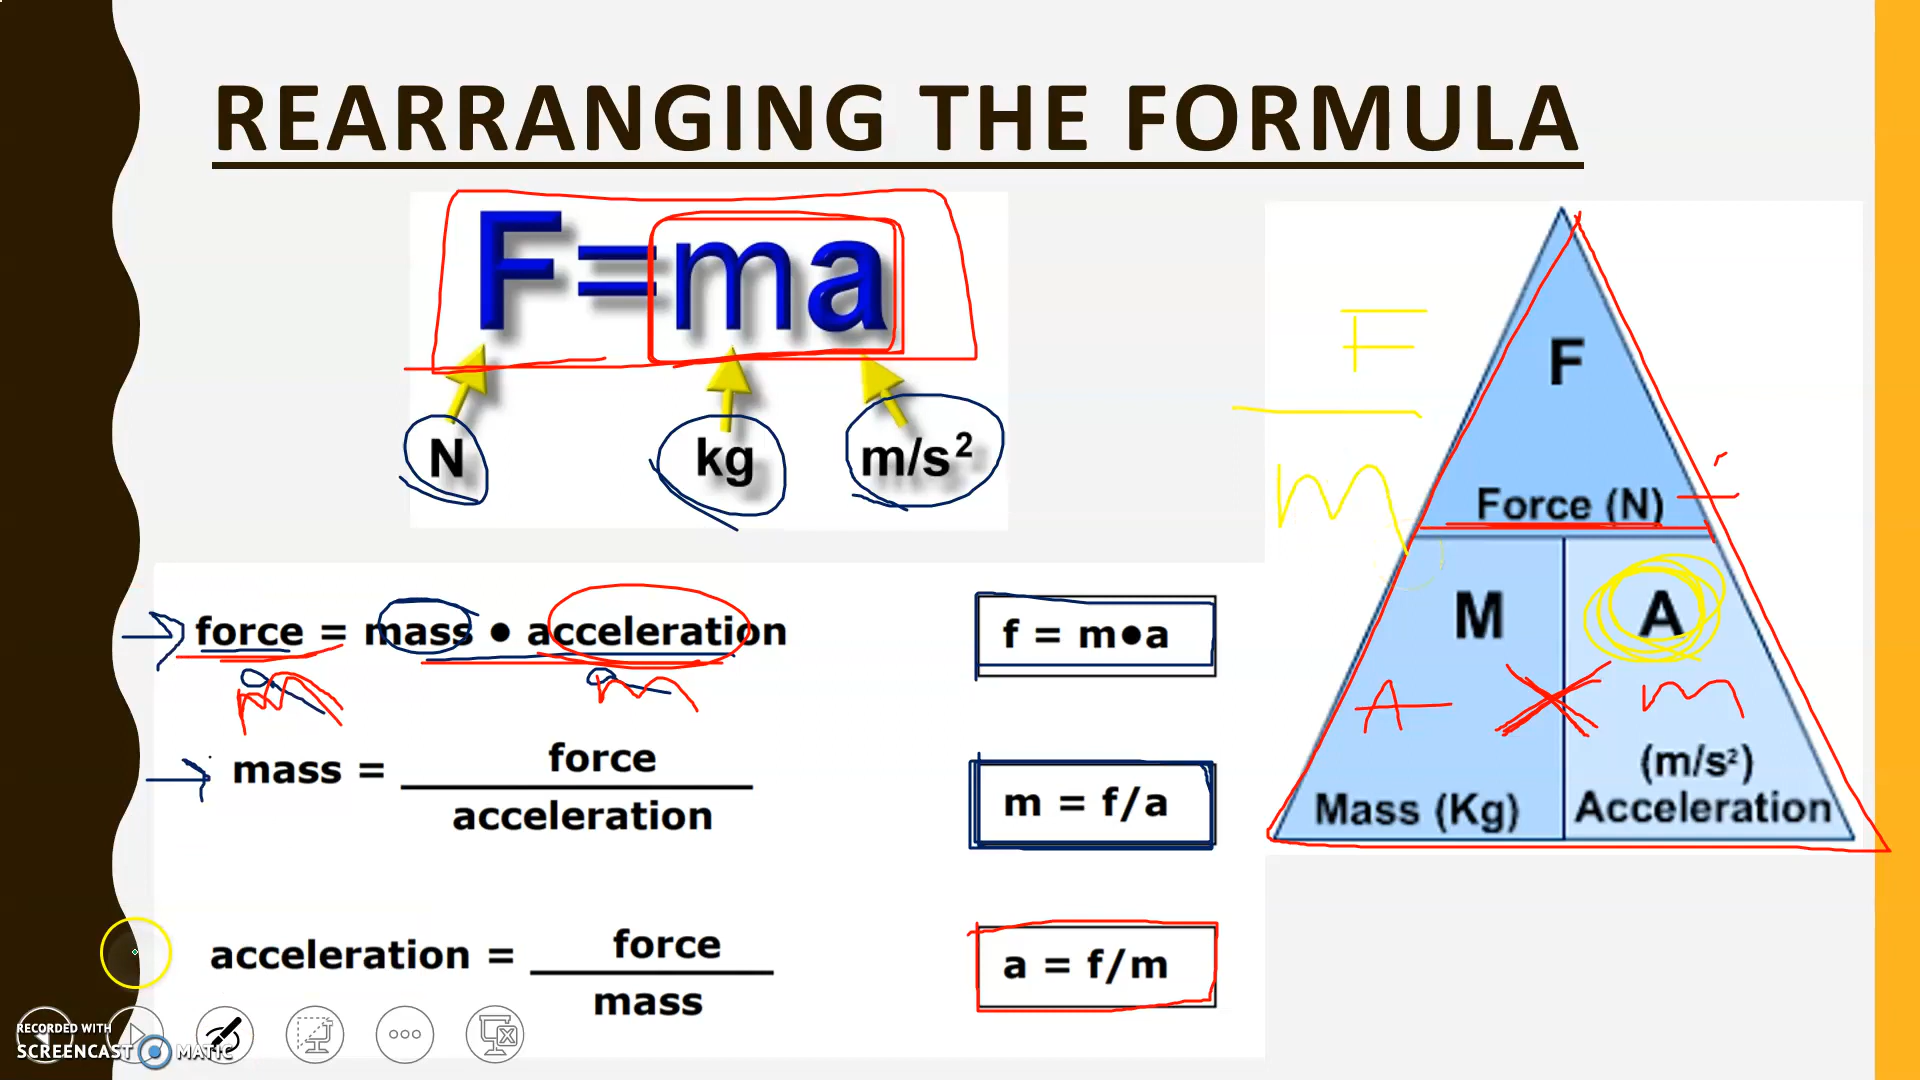 REARRANGING THE FORMULA
F=ma
N kg m/s²
F
m
F
Force (N)
M A
A m
(m/s²)
Mass (Kg) Acceleration
force = mass • acceleration
m m
f = m•a
mass = force
acceleration
m = f/a
acceleration = force
mass
a = f/m
RECORDED WITH
SCREENCAST MATIC